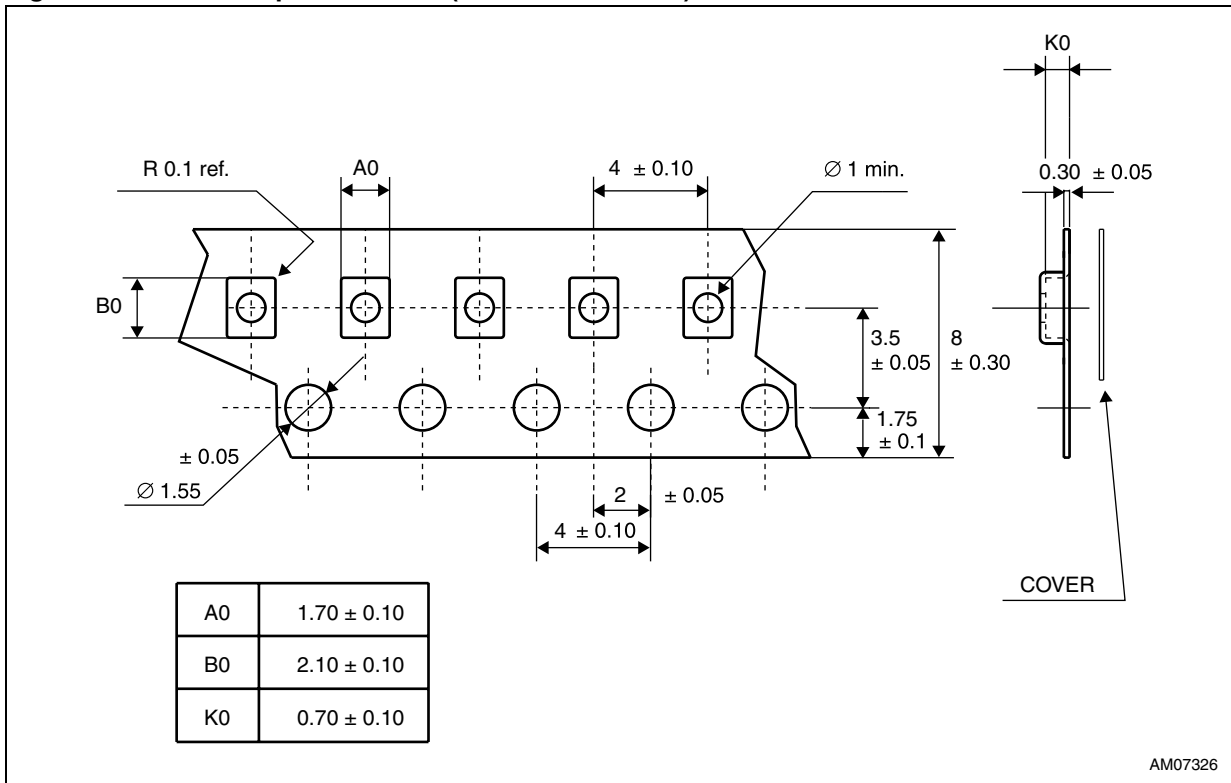 K0
R 0.1 ref.
A0
4 ± 0.10
∅ 1 min.
0.30 ± 0.05
B0
3.5
± 0.05
8
± 0.30
1.75
± 0.1
± 0.05
∅ 1.55
2 ± 0.05
4 ± 0.10
COVER
A0 1.70 ± 0.10
B0 2.10 ± 0.10
K0 0.70 ± 0.10
AM07326